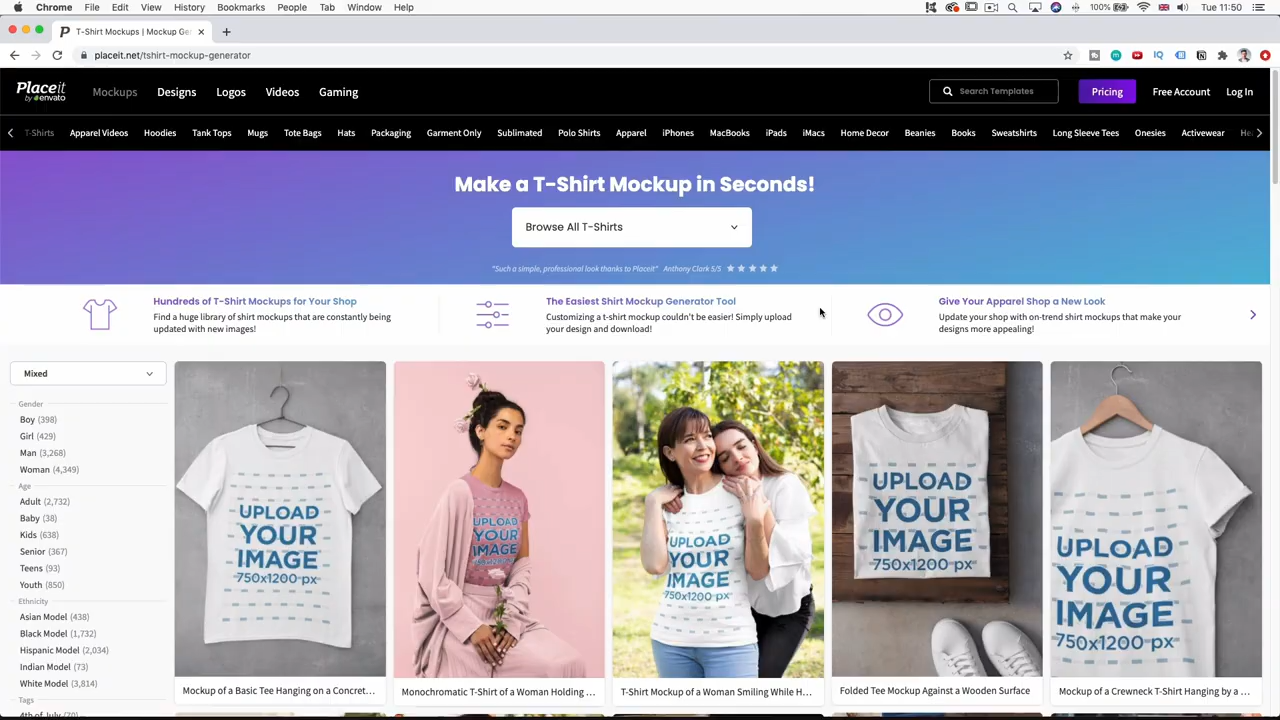 Chrome File Edit View History Bookmarks People Tab Window Help 100% Tue 11:50
T-Shirt Mockups | Mockup Ge
placeit.net/tshirt-mockup-generator
Placeit
by envato
Mockups Designs Logos Videos Gaming Search Templates Pricing Free Account Log In
T-Shirts Apparel Videos Hoodies Tank Tops Mugs Tote Bags Hats Packaging Garment Only Sublimated Polo Shirts Apparel iPhones MacBooks iPads iMacs Home Decor Beanies Books Sweatshirts Long Sleeve Tees Onesies Activewear He
Make a T-Shirt Mockup in Seconds!
Browse All T-Shirts
"Such a simple, professional look thanks to Placeit" Anthony Clark 5/5
Hundreds of T-Shirt Mockups for Your Shop
Find a huge library of shirt mockups that are constantly being
updated with new images!
The Easiest Shirt Mockup Generator Tool
Customizing a t-shirt mockup couldn't be easier! Simply upload
your design and download!
Give Your Apparel Shop a New Look
Update your shop with on-trend shirt mockups that make your
designs more appealing!
Mixed
Gender
Boy (398)
Girl (429)
Man (3,268)
Woman (4,349)
Age
Adult (2,732)
Baby (38)
Kids (638)
Senior (367)
Teens (93)
Youth (850)
Ethnicity
Asian Model (438)
Black Model (1,732)
Hispanic Model (2,034)
Indian Model (73)
White Model (3,814)
Tags
4th of July (70)
UPLOAD
YOUR
IMAGE
750x1200 px
Mockup of a Basic Tee Hanging on a Concret...
UPLOAD
YOUR
IMAGE
Monochromatic T-Shirt of a Woman Holding ...
UPLOAD
YOUR
IMAGE
750x1200 px
T-Shirt Mockup of a Woman Smiling While H...
UPLOAD
YOUR
IMAGE
750x1200 px
Folded Tee Mockup Against a Wooden Surface
UPLOAD
YOUR
IMAGE
750x1200 px
Mockup of a Crewneck T-Shirt Hanging by a ...